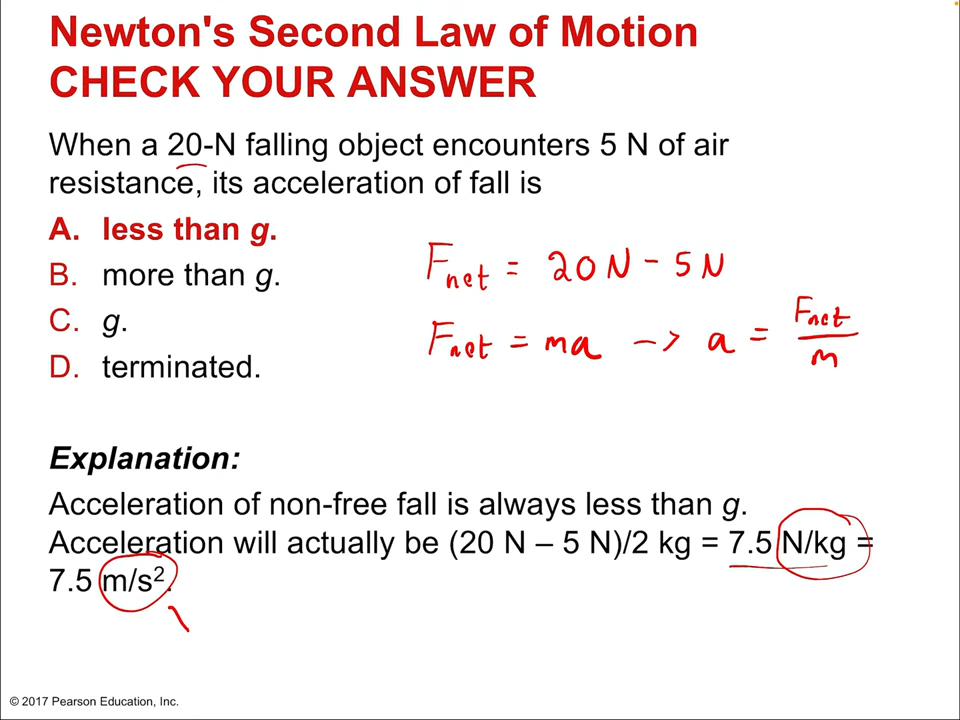 Newton's Second Law of Motion
CHECK YOUR ANSWER
When a 20-N falling object encounters 5 N of air
resistance, its acceleration of fall is
A. less than g.
B. more than g.
C. g.
D. terminated.
Fnet = 20N - 5N
Fnet = ma -> a = Fnet/m
Explanation:
Acceleration of non-free fall is always less than g.
Acceleration will actually be (20 N – 5 N)/2 kg = 7.5 N/kg =
7.5 m/s².
© 2017 Pearson Education, Inc.